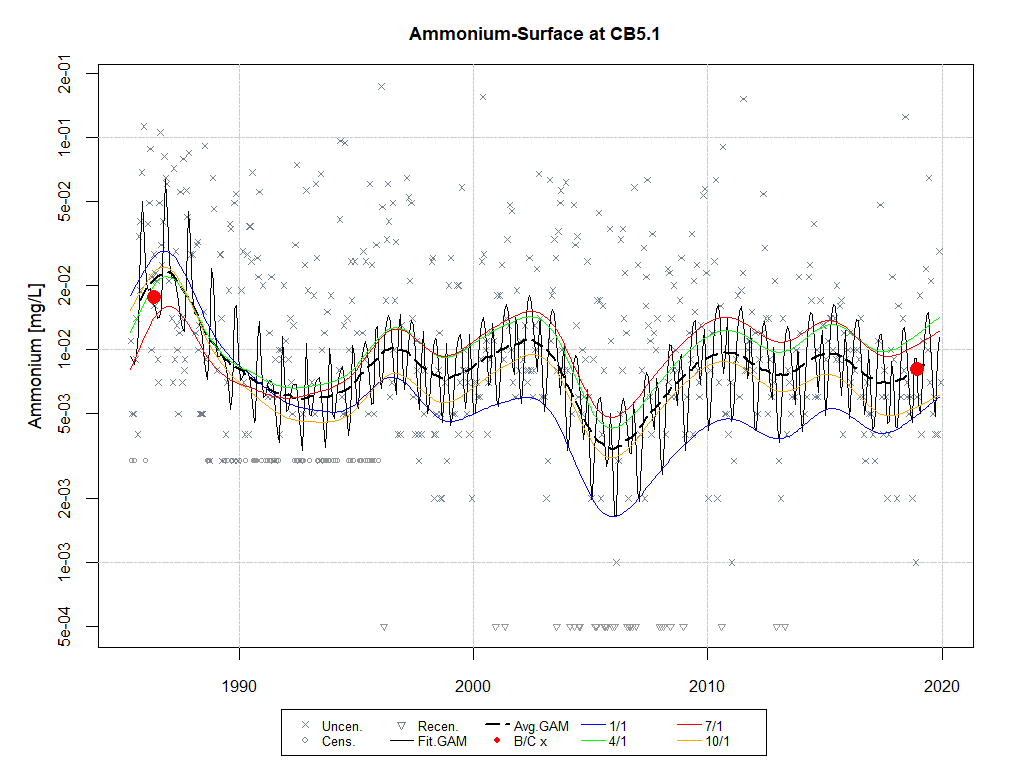 Ammonium-Surface at CB5.1
Ammonium [mg/L]
2e-01
1e-01
5e-02
2e-02
1e-02
5e-03
2e-03
1e-03
5e-04
1990 2000 2010 2020
Uncen. Recen. Avg.GAM 1/1 7/1
Cens. Fit.GAM B/C x 4/1 10/1